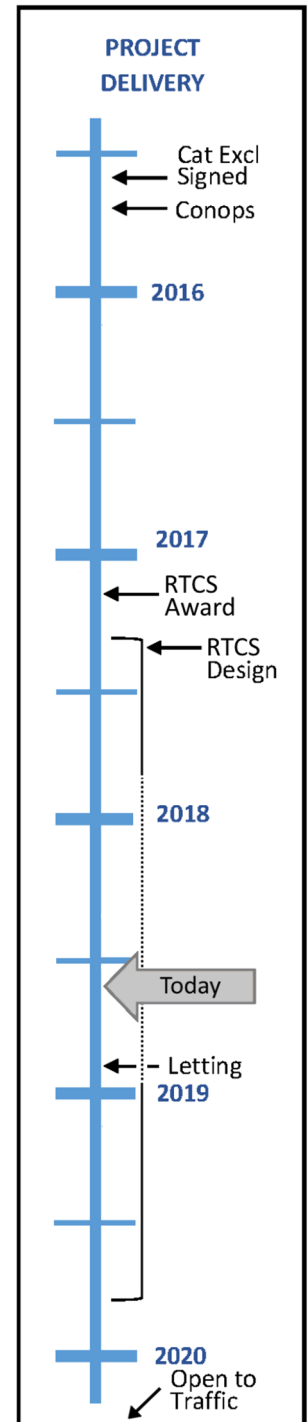 PROJECT
DELIVERY
Cat Excl
Signed
Conops
2016
2017
RTCS
Award
RTCS
Design
2018
Today
Letting
2019
2020
Open to
Traffic